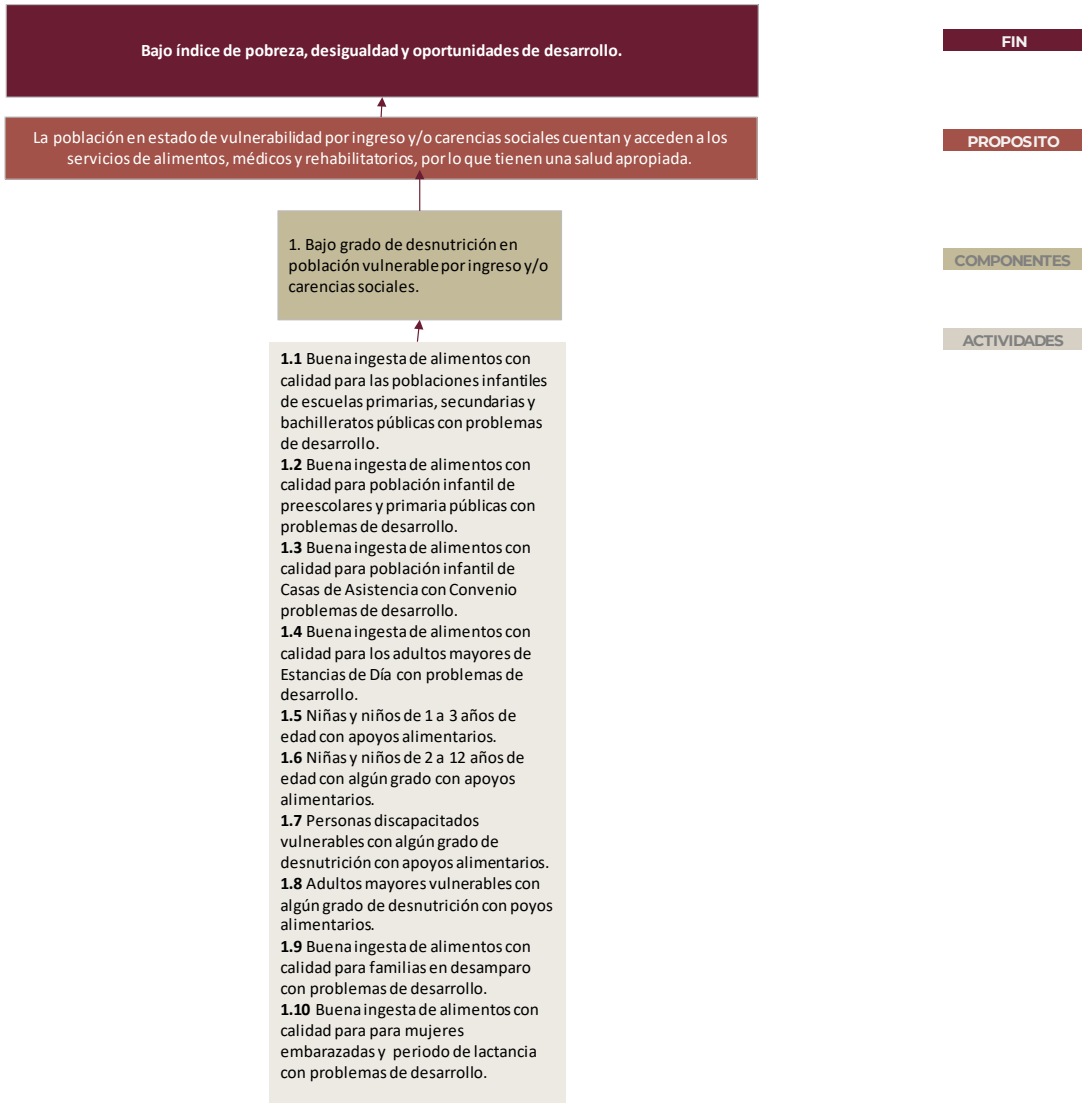 Bajo índice de pobreza, desigualdad y oportunidades de desarrollo.
FIN
La población en estado de vulnerabilidad por ingreso y/o carencias sociales cuentan y acceden a los
servicios de alimentos, médicos y rehabilitatorios, por lo que tienen una salud apropiada.
PROPOSITO
1. Bajo grado de desnutrición en
población vulnerable por ingreso y/o
carencias sociales.
COMPONENTES
ACTIVIDADES
1.1 Buena ingesta de alimentos con
calidad para las poblaciones infantiles
de escuelas primarias, secundarias y
bachilleratos públicas con problemas
de desarrollo.
1.2 Buena ingesta de alimentos con
calidad para población infantil de
preescolares y primaria públicas con
problemas de desarrollo.
1.3 Buena ingesta de alimentos con
calidad para población infantil de
Casas de Asistencia con Convenio
problemas de desarrollo.
1.4 Buena ingesta de alimentos con
calidad para los adultos mayores de
Estancias de Día con problemas de
desarrollo.
1.5 Niñas y niños de 1 a 3 años de
edad con apoyos alimentarios.
1.6 Niñas y niños de 2 a 12 años de
edad con algún grado con apoyos
alimentarios.
1.7 Personas discapacitados
vulnerables con algún grado de
desnutrición con apoyos alimentarios.
1.8 Adultos mayores vulnerables con
algún grado de desnutrición con poyos
alimentarios.
1.9 Buena ingesta de alimentos con
calidad para familias en desamparo
con problemas de desarrollo.
1.10 Buena ingesta de alimentos con
calidad para para mujeres
embarazadas y periodo de lactancia
con problemas de desarrollo.